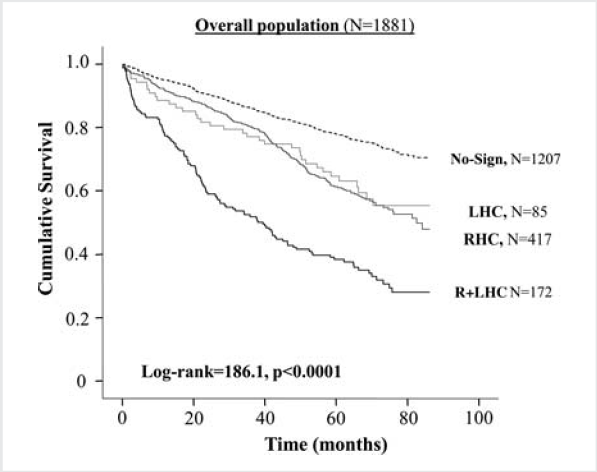 Overall population (N=1881)
1.0
0.8
0.6
0.4
0.2
0
Cumulative Survival
No-Sign, N=1207
LHC, N=85
RHC, N=417
R+LHC N=172
Log-rank=186.1, p<0.0001
0 20 40 60 80 100
Time (months)